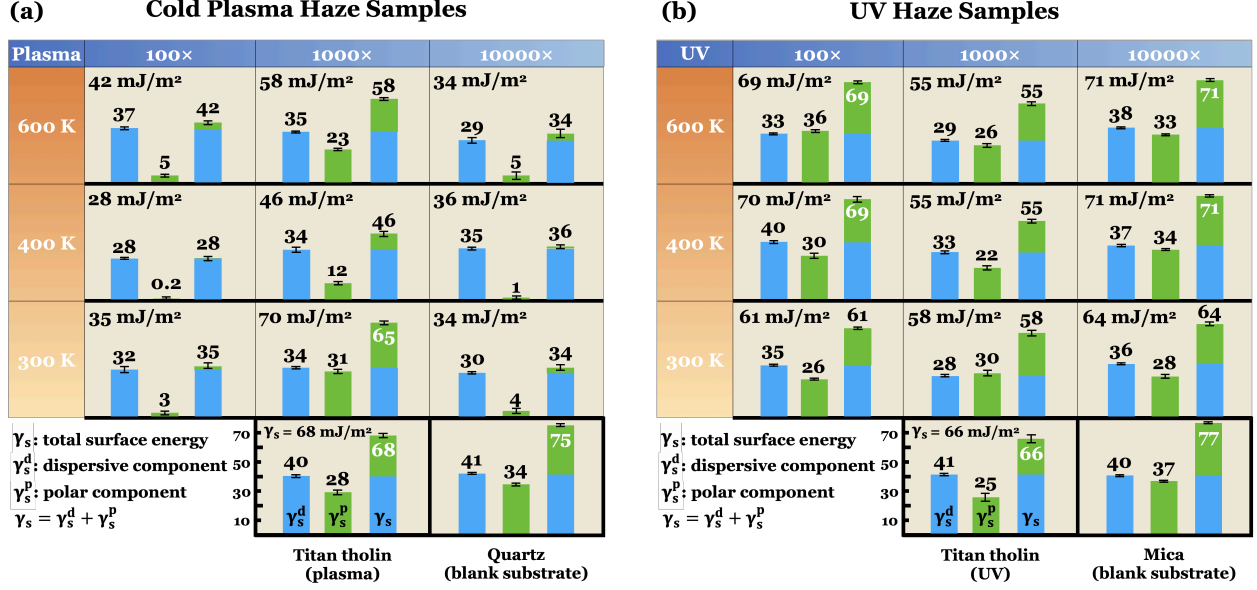 (a) Cold Plasma Haze Samples
Plasma 100× 1000× 10000×
600 K
42 mJ/m² 58 mJ/m² 34 mJ/m²
37 5 42
35 23 58
29 5 34
400 K
28 mJ/m² 46 mJ/m² 36 mJ/m²
28 0.2 28
34 12 46
35 1 36
300 K
35 mJ/m² 70 mJ/m² 34 mJ/m²
32 3 35
34 31 65
30 4 34
γₛ: total surface energy
γₛᵈ: dispersive component
γₛᵖ: polar component
γₛ = γₛᵈ + γₛᵖ
70
50
30
10
γₛ = 68 mJ/m²
40 28 68
γₛᵈ γₛᵖ γₛ
41 34 75
Titan tholin
(plasma)
Quartz
(blank substrate)
(b) UV Haze Samples
UV 100× 1000× 10000×
600 K
69 mJ/m² 55 mJ/m² 71 mJ/m²
33 36 69
29 26 55
38 33 71
400 K
70 mJ/m² 55 mJ/m² 71 mJ/m²
40 30 69
33 22 55
37 34 71
300 K
61 mJ/m² 58 mJ/m² 64 mJ/m²
35 26 61
28 30 58
36 28 64
γₛ: total surface energy
γₛᵈ: dispersive component
γₛᵖ: polar component
γₛ = γₛᵈ + γₛᵖ
70
50
30
10
γₛ = 66 mJ/m²
41 25 66
γₛᵈ γₛᵖ γₛ
40 37 77
Titan tholin
(UV)
Mica
(blank substrate)